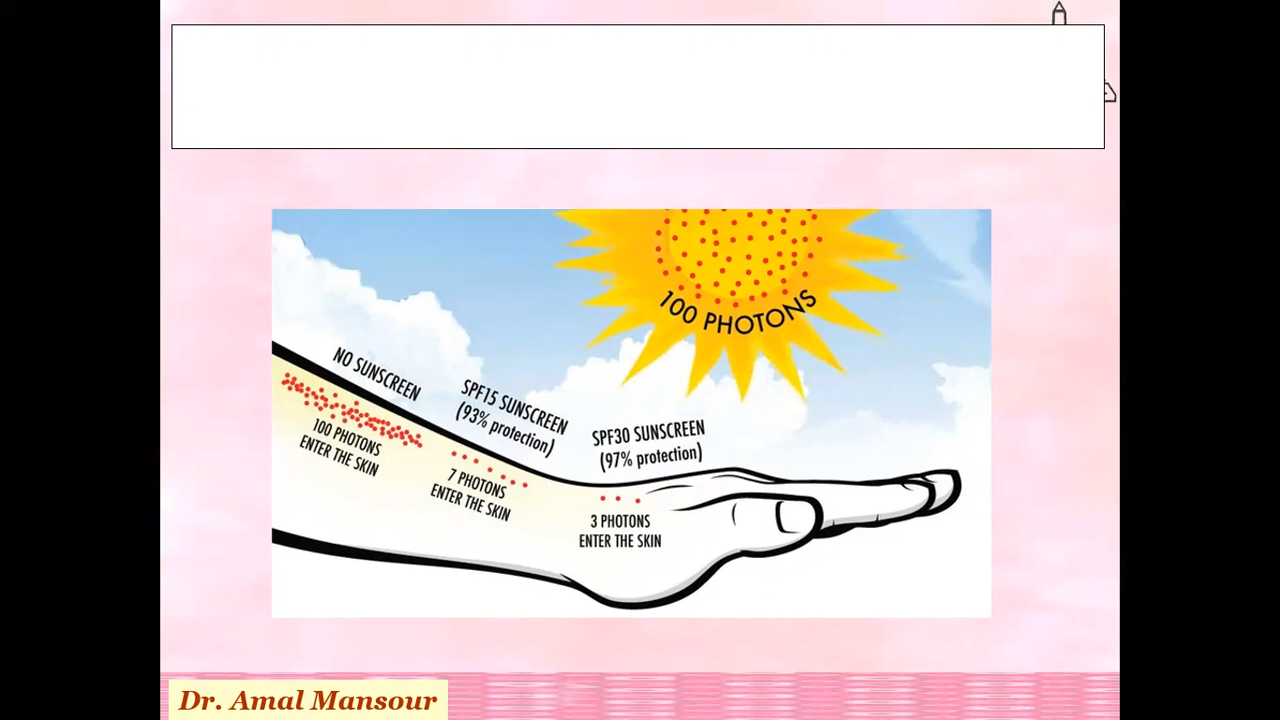 100 PHOTONS
NO SUNSCREEN
100 PHOTONS
ENTER THE SKIN
SPF15 SUNSCREEN
(93% protection)
7 PHOTONS
ENTER THE SKIN
SPF30 SUNSCREEN
(97% protection)
3 PHOTONS
ENTER THE SKIN
Dr. Amal Mansour